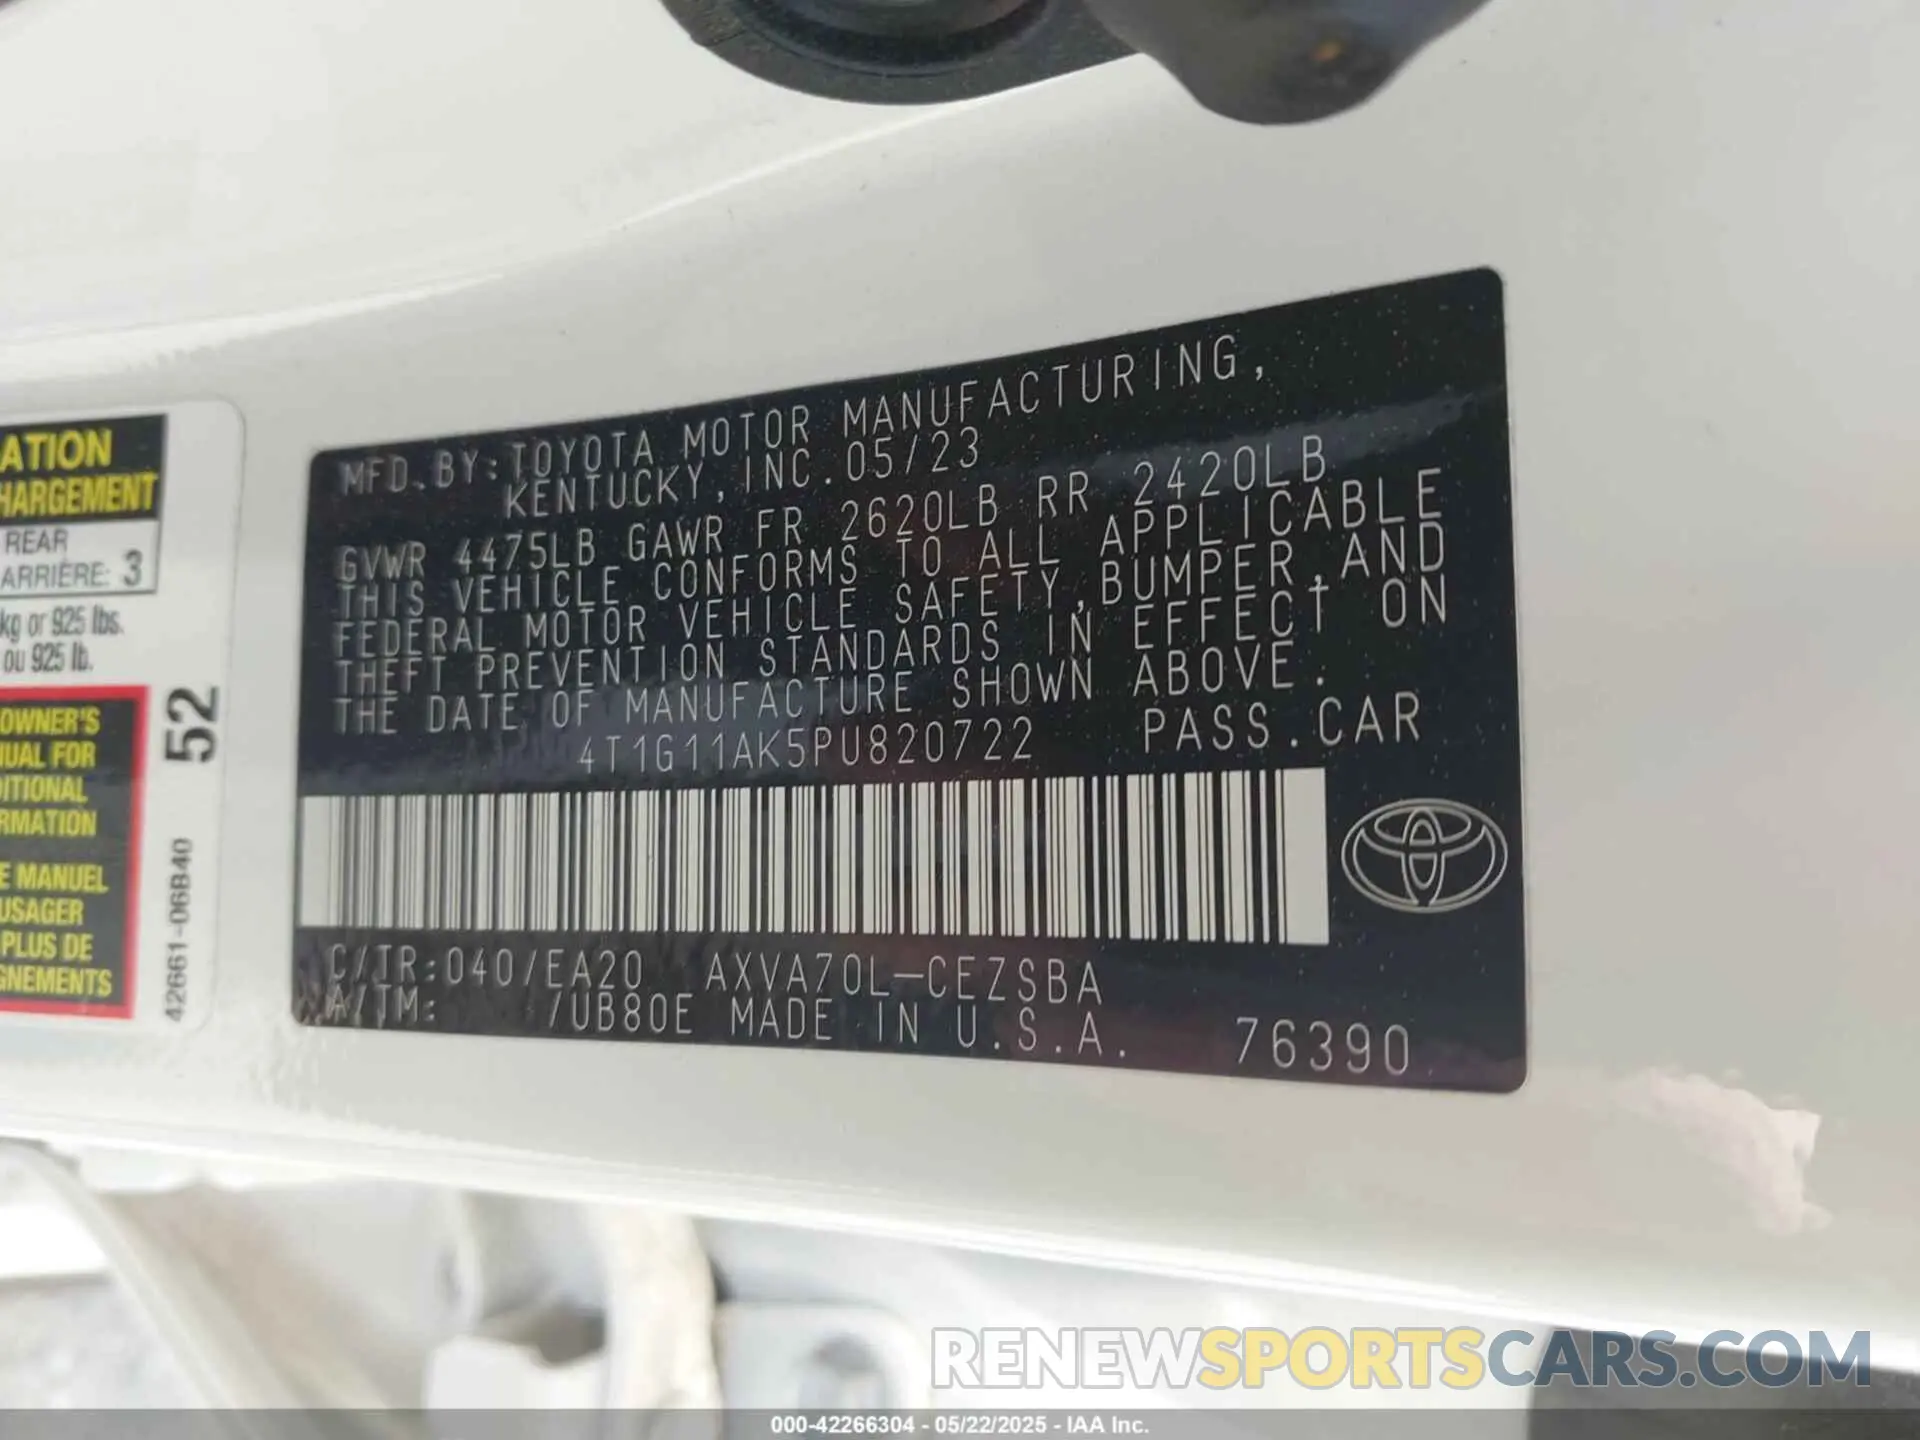 ATION
HARGEMENT
REAR
ARRIÈRE: 3
kg or 925 lbs.
ou 925 lb.
OWNER'S
NUAL FOR
DITIONAL
RMATION
E MANUEL
USAGER
PLUS DE
GNEMENTS
52
42661-06B40
MFD. BY: TOYOTA MOTOR MANUFACTURING,
KENTUCKY, INC. 05/23
GVWR 4475LB GAWR FR 2620LB RR 2420LB
THIS VEHICLE CONFORMS TO ALL APPLICABLE
FEDERAL MOTOR VEHICLE SAFETY, BUMPER, AND
THEFT PREVENTION STANDARDS IN EFFECT ON
THE DATE OF MANUFACTURE SHOWN ABOVE.
4T1G11AK5PU820722 PASS. CAR
C/TR:040/EA20 AXVA70L-CEZSBA
A/TM: /UB80E MADE IN U.S.A. 76390
RENEWSPORTSCARS.COM
000-42266304 - 05/22/2025 - IAA Inc.